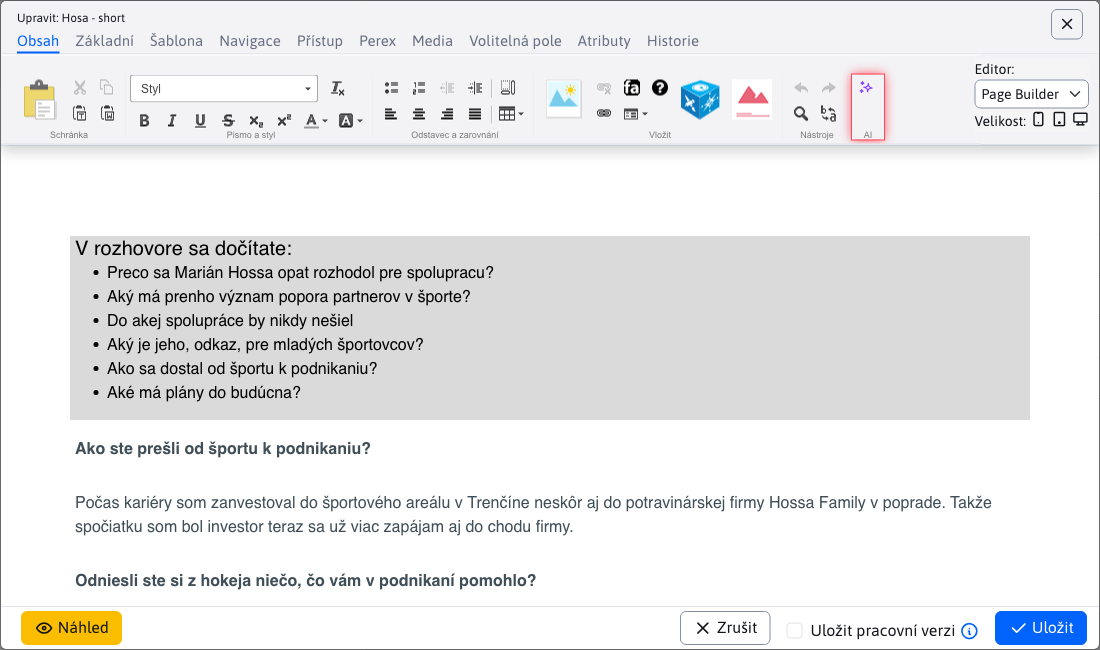 Upravit: Hosa - short
Obsah Základní Šablona Navigace Přístup Perex Media Volitelná pole Atributy Historie
Editor:
Page Builder
Velikost:
Styl
Schránka
Písmo a styl
Odstavec a zarovnání
Vložit
Nástroje
AI
V rozhovore sa dočítate:
• Preco sa Marián Hossa opat rozhodol pre spolupracu?
• Aký má prenho význam popora partnerov v športe?
• Do akej spolupráce by nikdy nešiel
• Aký je jeho, odkaz, pre mladých športovcov?
• Ako sa dostal od športu k podnikaniu?
• Aké má plány do budúcna?
Ako ste prešli od športu k podnikaniu?
Počas kariéry som zanvestoval do športového areálu v Trenčíne neskôr aj do potravinárskej firmy Hossa Family v poprade. Takže
spočiatku som bol investor teraz sa už viac zapájam aj do chodu firmy.
Odniesli ste si z hokeja niečo, čo vám v podnikaní pomohlo?
Náhled
Zrušit
Uložit pracovní verzi
Uložit